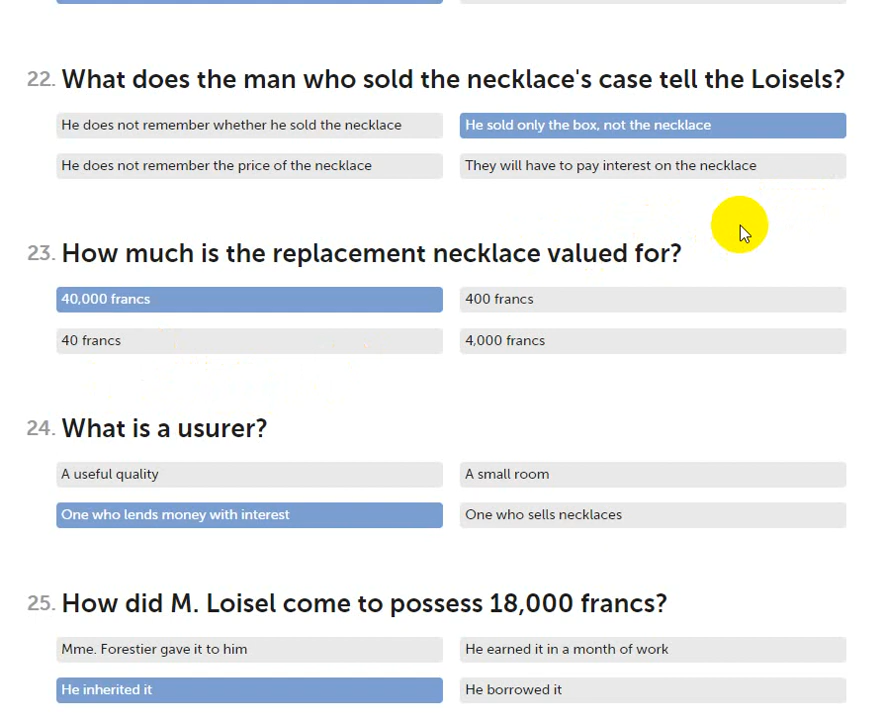 22. What does the man who sold the necklace's case tell the Loisels?
He does not remember whether he sold the necklace
He sold only the box, not the necklace
He does not remember the price of the necklace
They will have to pay interest on the necklace
23. How much is the replacement necklace valued for?
40,000 francs
400 francs
40 francs
4,000 francs
24. What is a usurer?
A useful quality
A small room
One who lends money with interest
One who sells necklaces
25. How did M. Loisel come to possess 18,000 francs?
Mme. Forestier gave it to him
He earned it in a month of work
He inherited it
He borrowed it